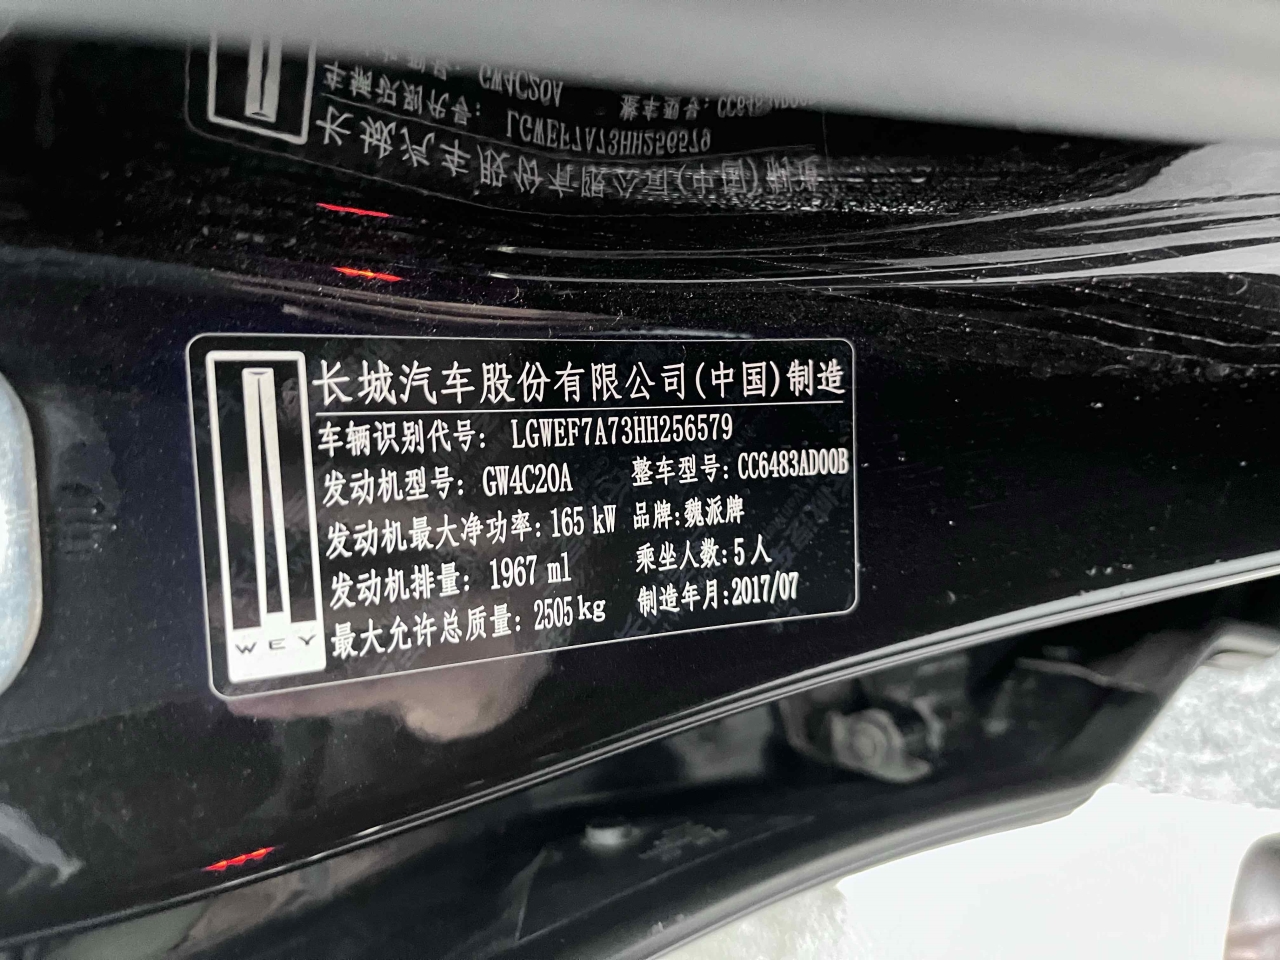 长城汽车股份有限公司(中国)制造
车辆识别代号: LGWEF7A73HH256579
发动机型号: GW4C20A 整车型号: CC6483AD00B
发动机最大净功率: 165 kW 品牌: 魏派牌
发动机排量: 1967 ml 乘坐人数: 5 人
最大允许总质量: 2505 kg 制造年月: 2017/07
WEY